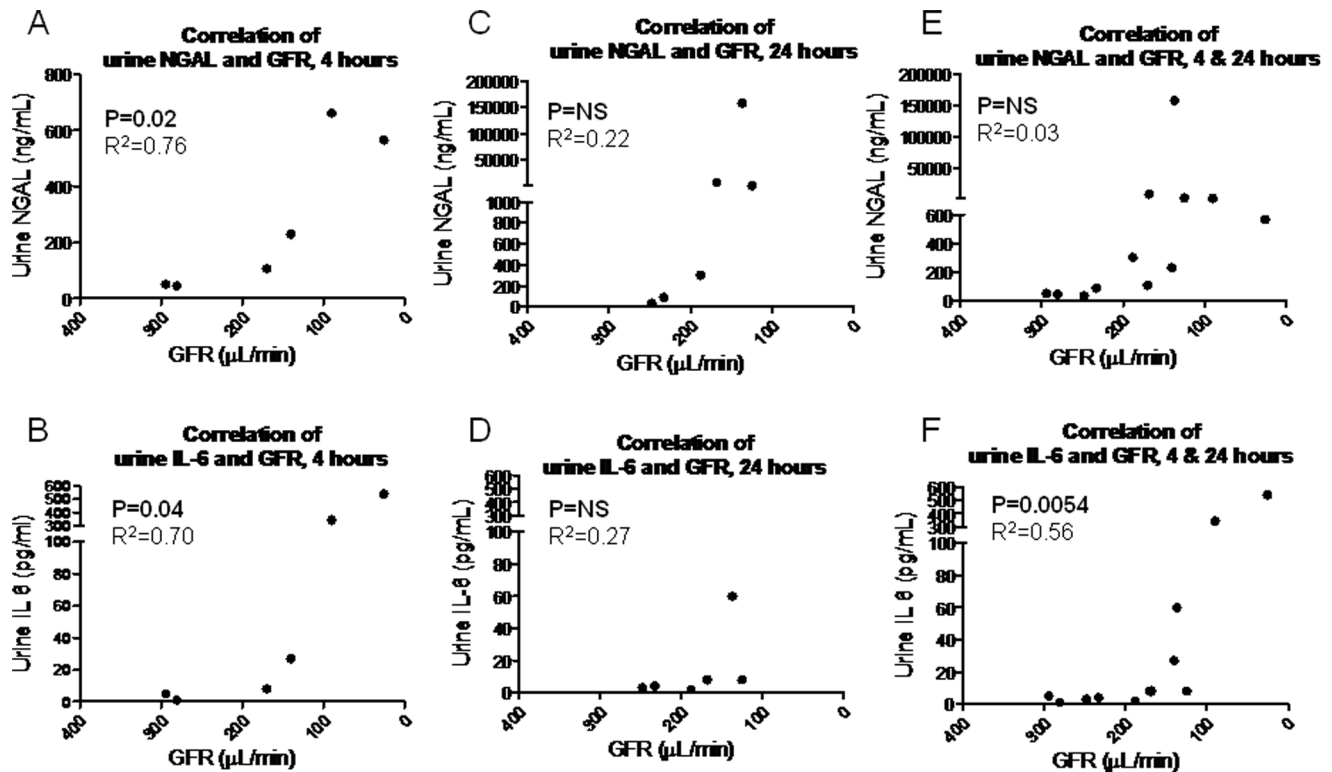 A
Correlation of
urine NGAL and GFR, 4 hours
P=0.02
R²=0.76
Urine NGAL (ng/mL)
800
600
400
200
0
400
300
200
100
0
GFR (μL/min)
C
Correlation of
urine NGAL and GFR, 24 hours
P=NS
R²=0.22
Urine NGAL (ng/mL)
200000
150000
100000
50000
1000
800
600
400
200
0
400
300
200
100
0
GFR (μL/min)
E
Correlation of
urine NGAL and GFR, 4 & 24 hours
P=NS
R²=0.03
Urine NGAL (ng/mL)
200000
150000
100000
50000
600
400
200
0
400
300
200
100
0
GFR (μL/min)
B
Correlation of
urine IL-6 and GFR, 4 hours
P=0.04
R²=0.70
Urine IL 6 (pg/ml)
600
500
400
300
100
80
60
40
20
0
400
300
200
100
0
GFR (μL/min)
D
Correlation of
urine IL-6 and GFR, 24 hours
P=NS
R²=0.27
Urine IL-6 (pg/mL)
600
500
400
300
100
80
60
40
20
0
400
300
200
100
0
GFR (μL/min)
F
Correlation of
urine IL-6 and GFR, 4 & 24 hours
P=0.0054
R²=0.56
Urine IL 6 (pg/mL)
600
500
400
300
100
80
60
40
20
0
400
300
200
100
0
GFR (μL/min)